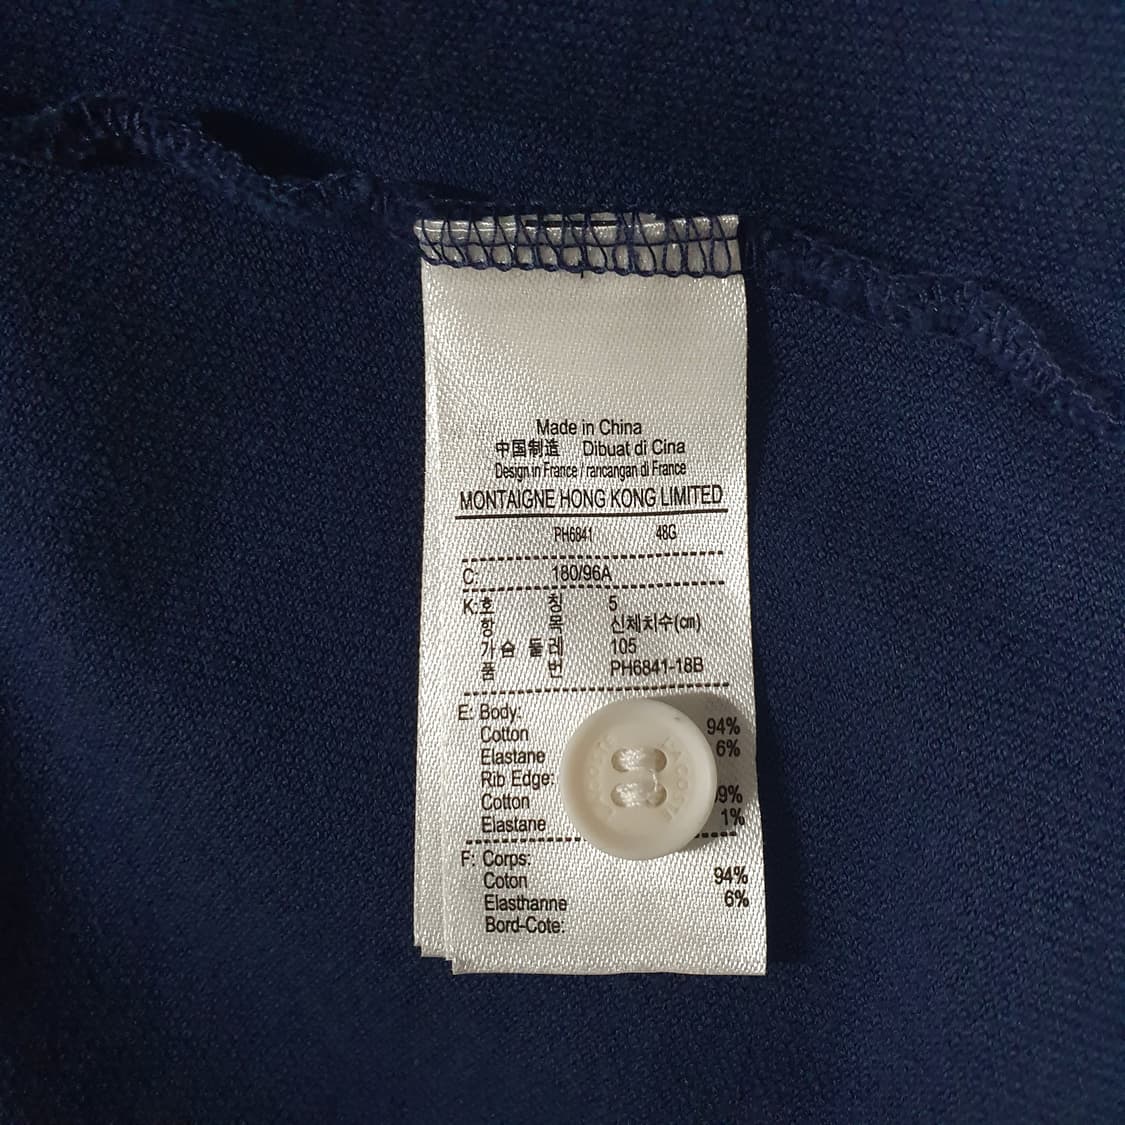 Made in China
中国制造 Dibuat di Cina
Design in France / rancangan di France
MONTAIGNE HONG KONG LIMITED
PH6841 48G
C: 180/96A
K: 호 칭 5
항 목 신체치수(㎝)
가 슴 둘 레 105
품 번 PH6841-18B
E: Body:
Cotton 94%
Elastane 6%
Rib Edge:
Cotton 9%
Elastane 1%
F: Corps:
Coton 94%
Elasthanne 6%
Bord-Cote:
LACOSTE LACOSTE